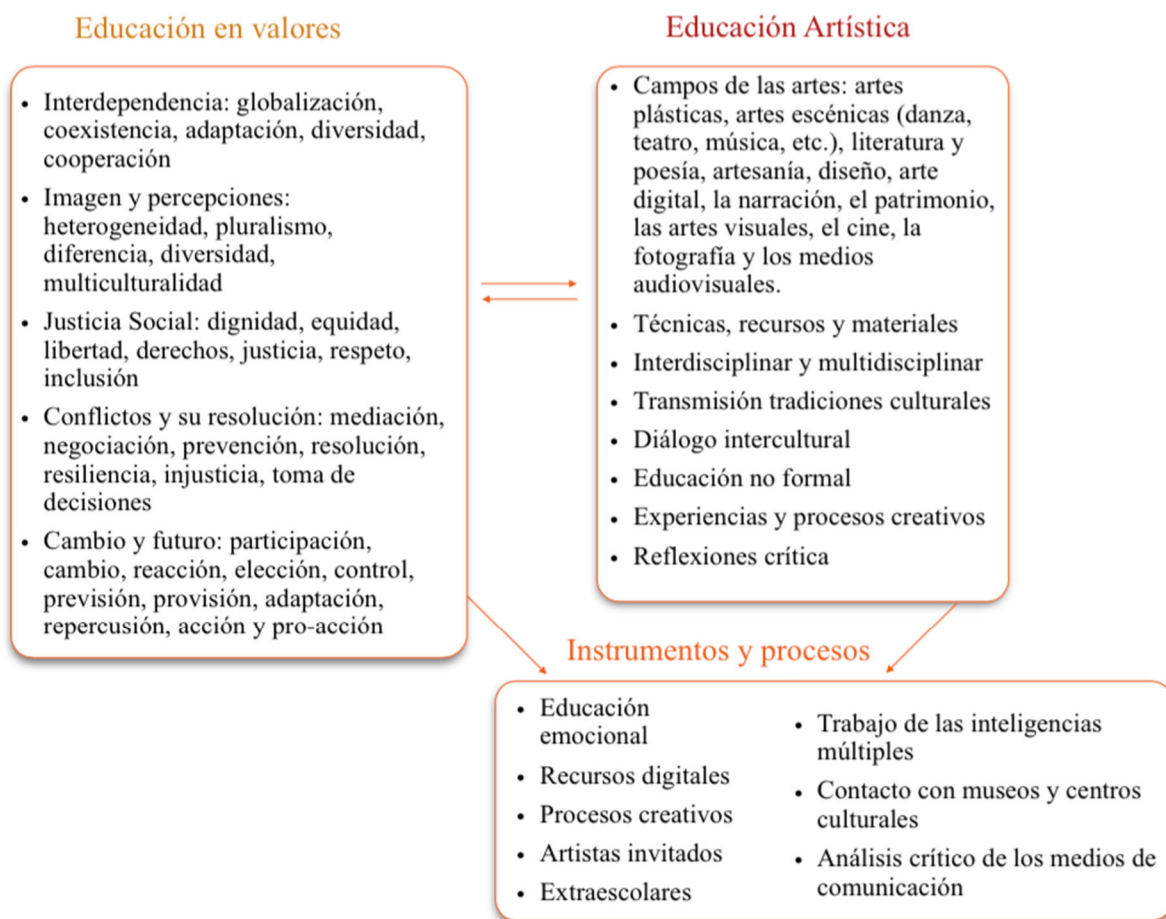 Educación en valores
• Interdependencia: globalización,
coexistencia, adaptación, diversidad,
cooperación
• Imagen y percepciones:
heterogeneidad, pluralismo,
diferencia, diversidad,
multiculturalidad
• Justicia Social: dignidad, equidad,
libertad, derechos, justicia, respeto,
inclusión
• Conflictos y su resolución: mediación,
negociación, prevención, resolución,
resiliencia, injusticia, toma de
decisiones
• Cambio y futuro: participación,
cambio, reacción, elección, control,
previsión, provisión, adaptación,
repercusión, acción y pro-acción
Educación Artística
• Campos de las artes: artes
plásticas, artes escénicas (danza,
teatro, música, etc.), literatura y
poesía, artesanía, diseño, arte
digital, la narración, el patrimonio,
las artes visuales, el cine, la
fotografía y los medios
audiovisuales.
• Técnicas, recursos y materiales
• Interdisciplinar y multidisciplinar
• Transmisión tradiciones culturales
• Diálogo intercultural
• Educación no formal
• Experiencias y procesos creativos
• Reflexiones crítica
Instrumentos y procesos
• Educación
emocional
• Recursos digitales
• Procesos creativos
• Artistas invitados
• Extraescolares
• Trabajo de las inteligencias
múltiples
• Contacto con museos y centros
culturales
• Análisis crítico de los medios de
comunicación